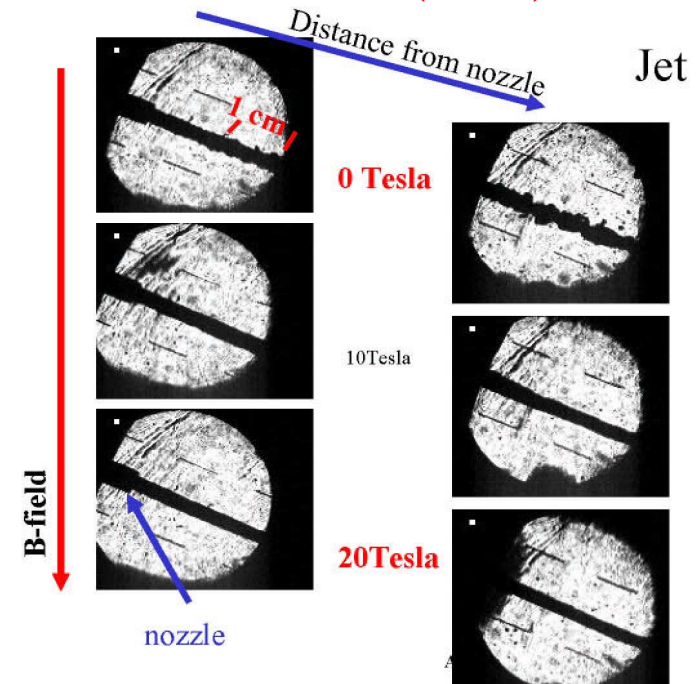 Distance from nozzle
Jet
1 cm
0 Tesla
10Tesla
B-field
20Tesla
nozzle
A